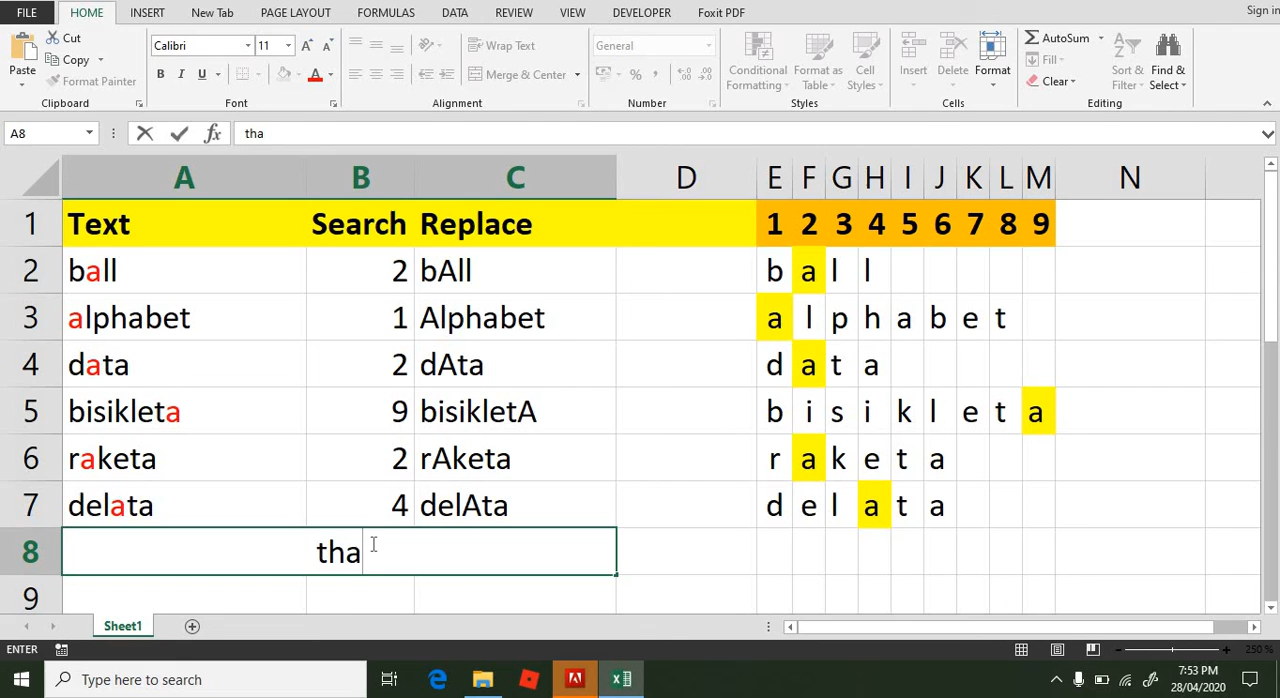 FILE HOME INSERT New Tab PAGE LAYOUT FORMULAS DATA REVIEW VIEW DEVELOPER Foxit PDF Sign in
Cut Calibri 11 Wrap Text General AutoSum
Copy Fill
Paste Format Painter Merge & Center Conditional Formatting Format as Table Cell Styles Insert Delete Format Clear Sort & Filter Find & Select
Clipboard Font Alignment Number Styles Cells Editing
A8 fx tha
A B C D E F G H I J K L M N
1 Text Search Replace 1 2 3 4 5 6 7 8 9
2 ball 2 bAll b a l l
3 alphabet 1 Alphabet a l p h a b e t
4 data 2 dAta d a t a
5 bisikleta 9 bisikletA b i s i k l e t a
6 raketa 2 rAketa r a k e t a
7 delata 4 delAta d e l a t a
8 tha
9
Sheet1
ENTER 250 %
Type here to search 7:53 PM
28/04/2020